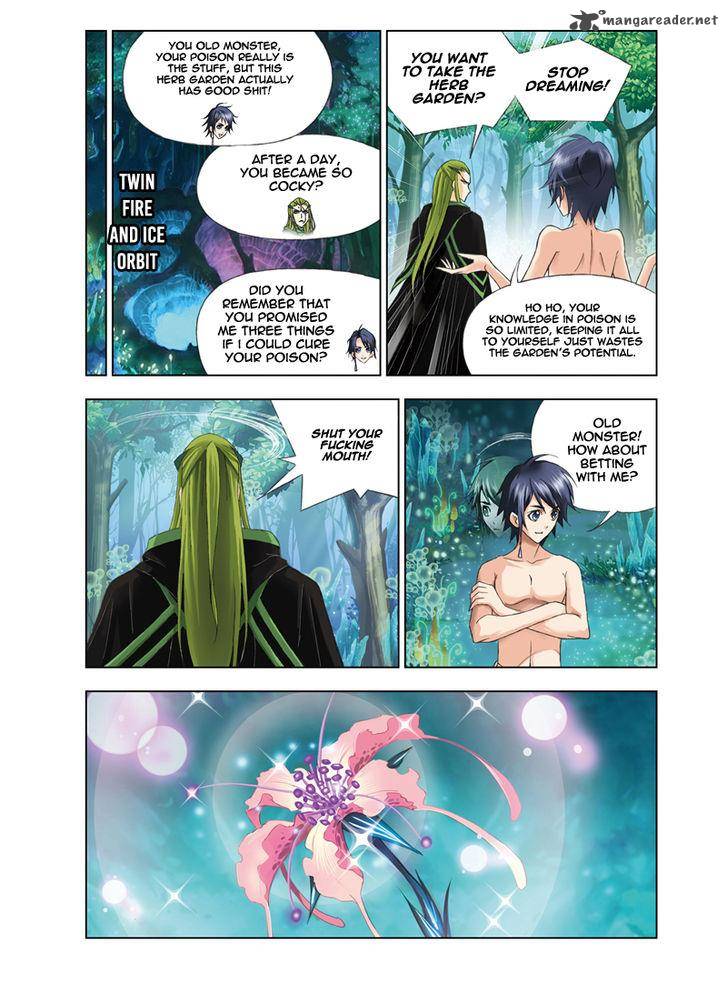 mangareader.net
YOU OLD MONSTER,
YOUR POISON REALLY IS
THE STUFF, BUT THIS
HERB GARDEN ACTUALLY
HAS GOOD SHIT!
AFTER A DAY,
YOU BECAME SO
COCKY?
TWIN
FIRE
AND ICE
ORBIT
DID YOU
REMEMBER THAT
YOU PROMISED
ME THREE THINGS
IF I COULD CURE
YOUR POISON?
YOU WANT
TO TAKE THE
HERB
GARDEN?
STOP
DREAMING!
HO HO, YOUR
KNOWLEDGE IN POISON IS
SO LIMITED, KEEPING IT ALL
TO YOURSELF JUST WASTES
THE GARDEN'S POTENTIAL.
SHUT YOUR
FUCKING
MOUTH!
OLD
MONSTER!
HOW ABOUT
BETTING
WITH ME?